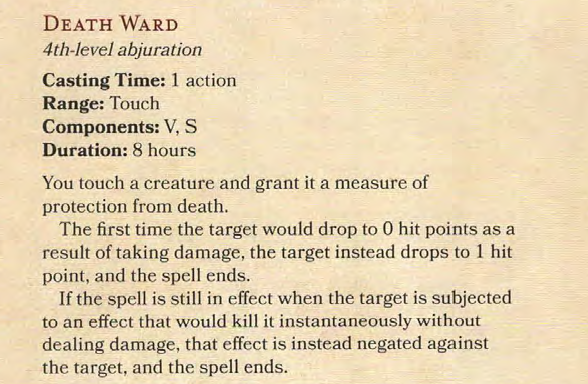 DEATH WARD
4th-level abjuration
Casting Time: 1 action
Range: Touch
Components: V, S
Duration: 8 hours
You touch a creature and grant it a measure of
protection from death.
The first time the target would drop to 0 hit points as a
result of taking damage, the target instead drops to 1 hit
point, and the spell ends.
If the spell is still in effect when the target is subjected
to an effect that would kill it instantaneously without
dealing damage, that effect is instead negated against
the target, and the spell ends.